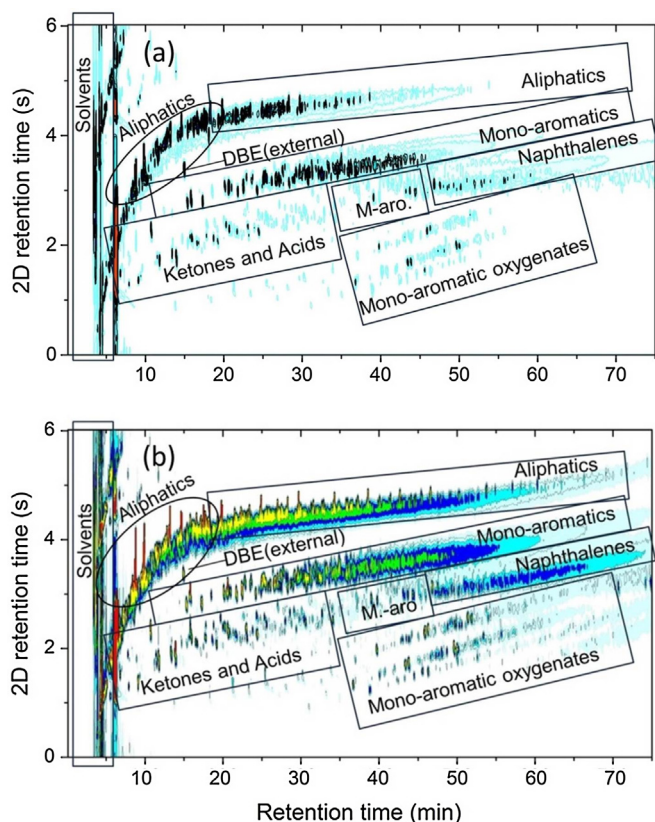 6
(a)
Solvents
Aliphatics
Aliphatics
4
DBE(external)
Mono-aromatics
Naphthalenes
M-aro.
2
Ketones and Acids
Mono-aromatic oxygenates
0
2D retention time (s)
10 20 30 40 50 60 70
6
(b)
Solvents
Aliphatics
Aliphatics
4
DBE(external)
Mono-aromatics
Naphthalenes
M.-aro
2
Ketones and Acids
Mono-aromatic oxygenates
0
2D retention time (s)
10 20 30 40 50 60 70
Retention time (min)